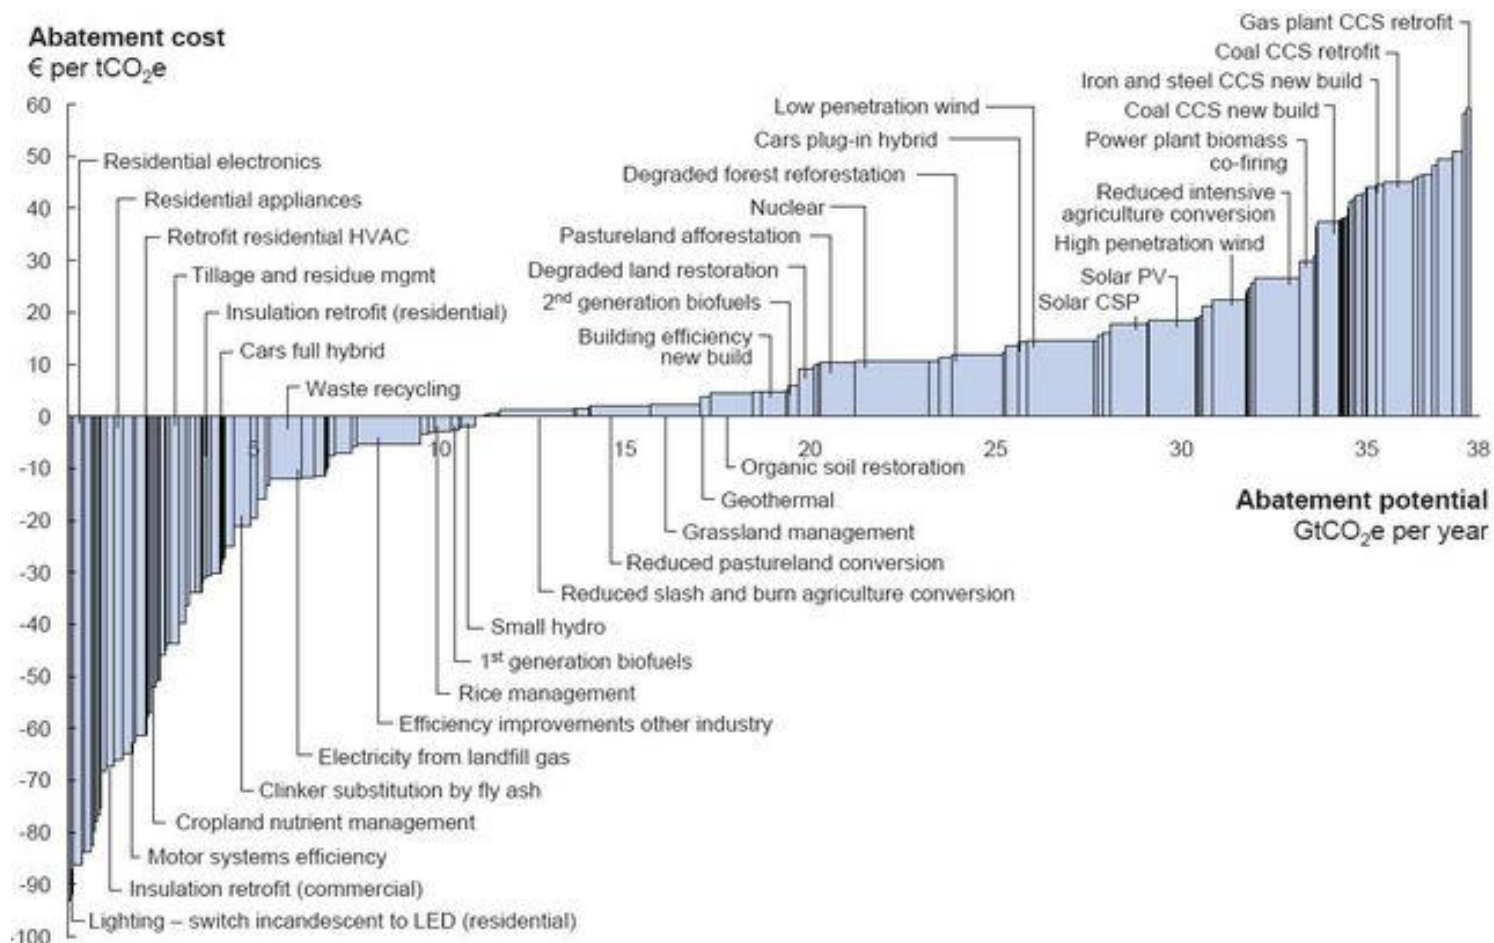 Abatement cost
€ per tCO2e
Gas plant CCS retrofit
Coal CCS retrofit
Iron and steel CCS new build
Coal CCS new build
Power plant biomass
co-firing
Reduced intensive
agriculture conversion
High penetration wind
Solar PV
Solar CSP
Low penetration wind
Cars plug-in hybrid
Degraded forest reforestation
Nuclear
Pastureland afforestation
Degraded land restoration
2nd generation biofuels
Building efficiency
new build
60
50
40
30
20
10
0
-10
-20
-30
-40
-50
-60
-70
-80
-90
-100
Residential electronics
Residential appliances
Retrofit residential HVAC
Tillage and residue mgmt
Insulation retrofit (residential)
Cars full hybrid
Waste recycling
5 10 15 20 25 30 35 38
Abatement potential
GtCO2e per year
Organic soil restoration
Geothermal
Grassland management
Reduced pastureland conversion
Reduced slash and burn agriculture conversion
Small hydro
1st generation biofuels
Rice management
Efficiency improvements other industry
Electricity from landfill gas
Clinker substitution by fly ash
Cropland nutrient management
Motor systems efficiency
Insulation retrofit (commercial)
Lighting – switch incandescent to LED (residential)